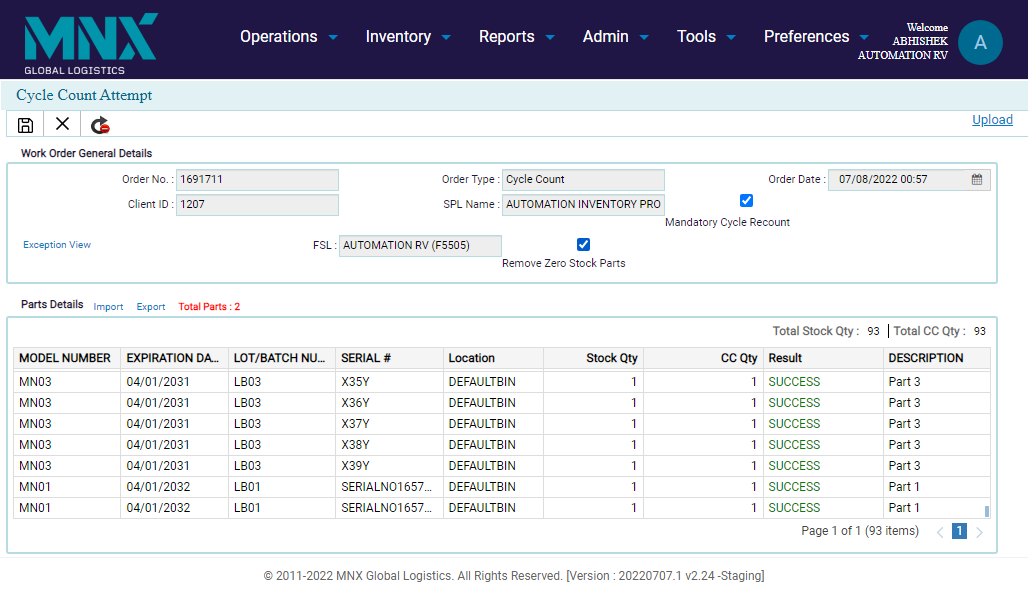 MNX
GLOBAL LOGISTICS
Operations Inventory Reports Admin Tools Preferences
Welcome
ABHISHEK
AUTOMATION RV
A
Cycle Count Attempt
Upload
Work Order General Details
Order No. : 1691711 Order Type : Cycle Count Order Date : 07/08/2022 00:57
Client ID : 1207 SPL Name : AUTOMATION INVENTORY PRO
Mandatory Cycle Recount
Exception View FSL : AUTOMATION RV (F5505)
Remove Zero Stock Parts
Parts Details Import Export Total Parts : 2
Total Stock Qty : 93 Total CC Qty : 93
MODEL NUMBER EXPIRATION DA... LOT/BATCH NU... SERIAL # Location Stock Qty CC Qty Result DESCRIPTION
MN03 04/01/2031 LB03 X35Y DEFAULTBIN 1 1 SUCCESS Part 3
MN03 04/01/2031 LB03 X36Y DEFAULTBIN 1 1 SUCCESS Part 3
MN03 04/01/2031 LB03 X37Y DEFAULTBIN 1 1 SUCCESS Part 3
MN03 04/01/2031 LB03 X38Y DEFAULTBIN 1 1 SUCCESS Part 3
MN03 04/01/2031 LB03 X39Y DEFAULTBIN 1 1 SUCCESS Part 3
MN01 04/01/2032 LB01 SERIALNO1657... DEFAULTBIN 1 1 SUCCESS Part 1
MN01 04/01/2032 LB01 SERIALNO1657... DEFAULTBIN 1 1 SUCCESS Part 1
Page 1 of 1 (93 items) 1
© 2011-2022 MNX Global Logistics. All Rights Reserved. [Version : 20220707.1 v2.24 -Staging]